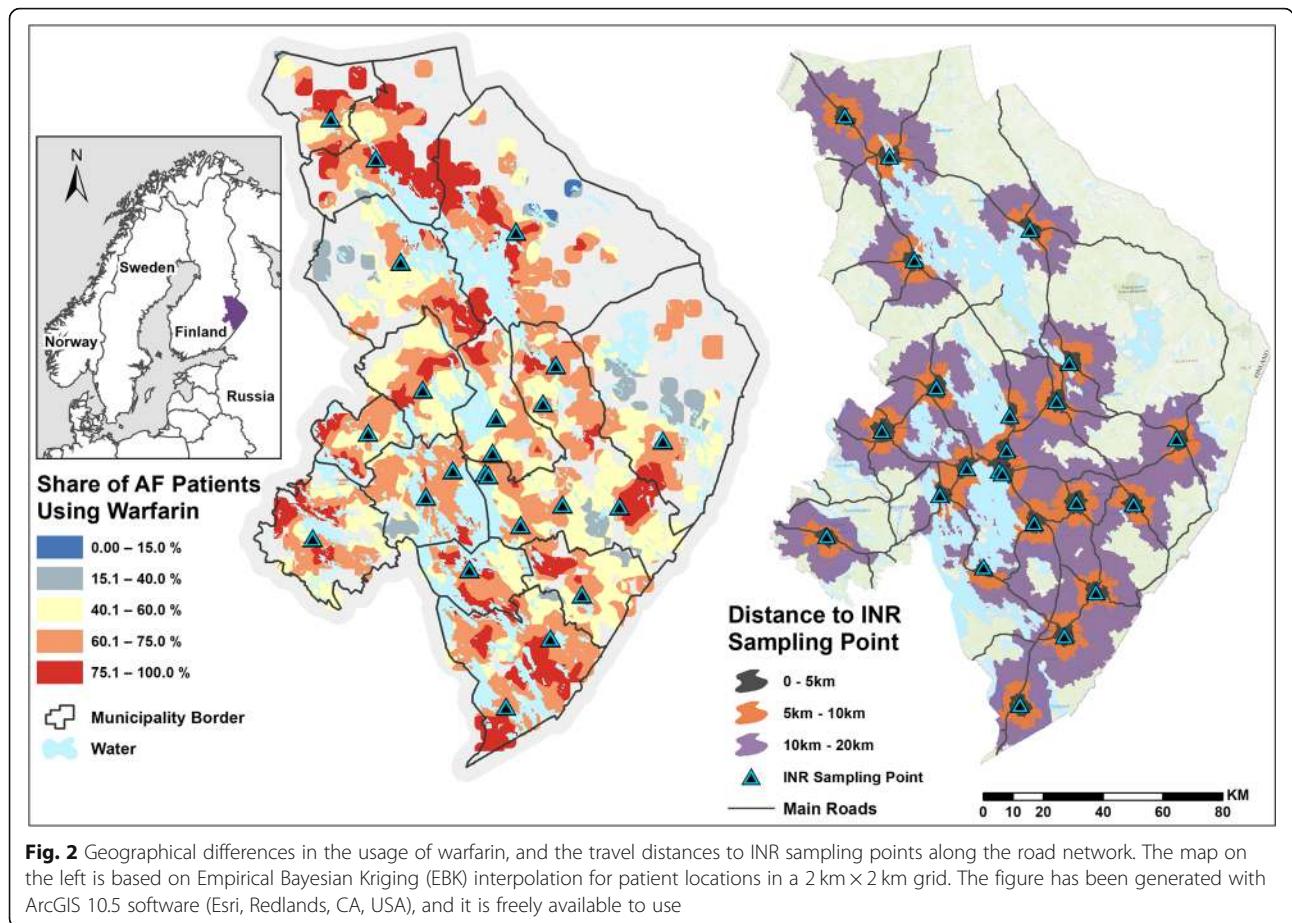 N
Sweden
Finland
Norway
Russia
Share of AF Patients
Using Warfarin
0.00 – 15.0 %
15.1 – 40.0 %
40.1 – 60.0 %
60.1 – 75.0 %
75.1 – 100.0 %
Municipality Border
Water
Distance to INR
Sampling Point
0 - 5km
5km - 10km
10km - 20km
INR Sampling Point
Main Roads
KM
0 10 20 40 60 80
Fig. 2 Geographical differences in the usage of warfarin, and the travel distances to INR sampling points along the road network. The map on
the left is based on Empirical Bayesian Kriging (EBK) interpolation for patient locations in a 2 km × 2 km grid. The figure has been generated with
ArcGIS 10.5 software (Esri, Redlands, CA, USA), and it is freely available to use